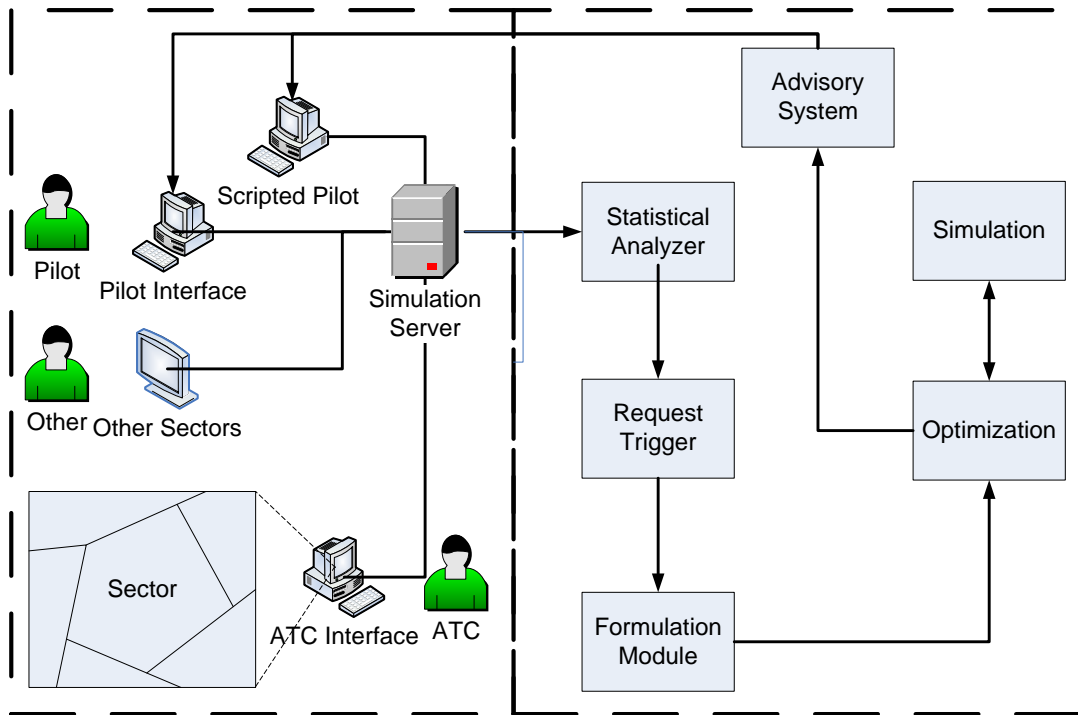 Advisory
System
Scripted Pilot
Statistical
Analyzer
Simulation
Pilot
Pilot Interface
Simulation
Server
Request
Trigger
Optimization
Other
Other Sectors
Sector
ATC Interface
ATC
Formulation
Module